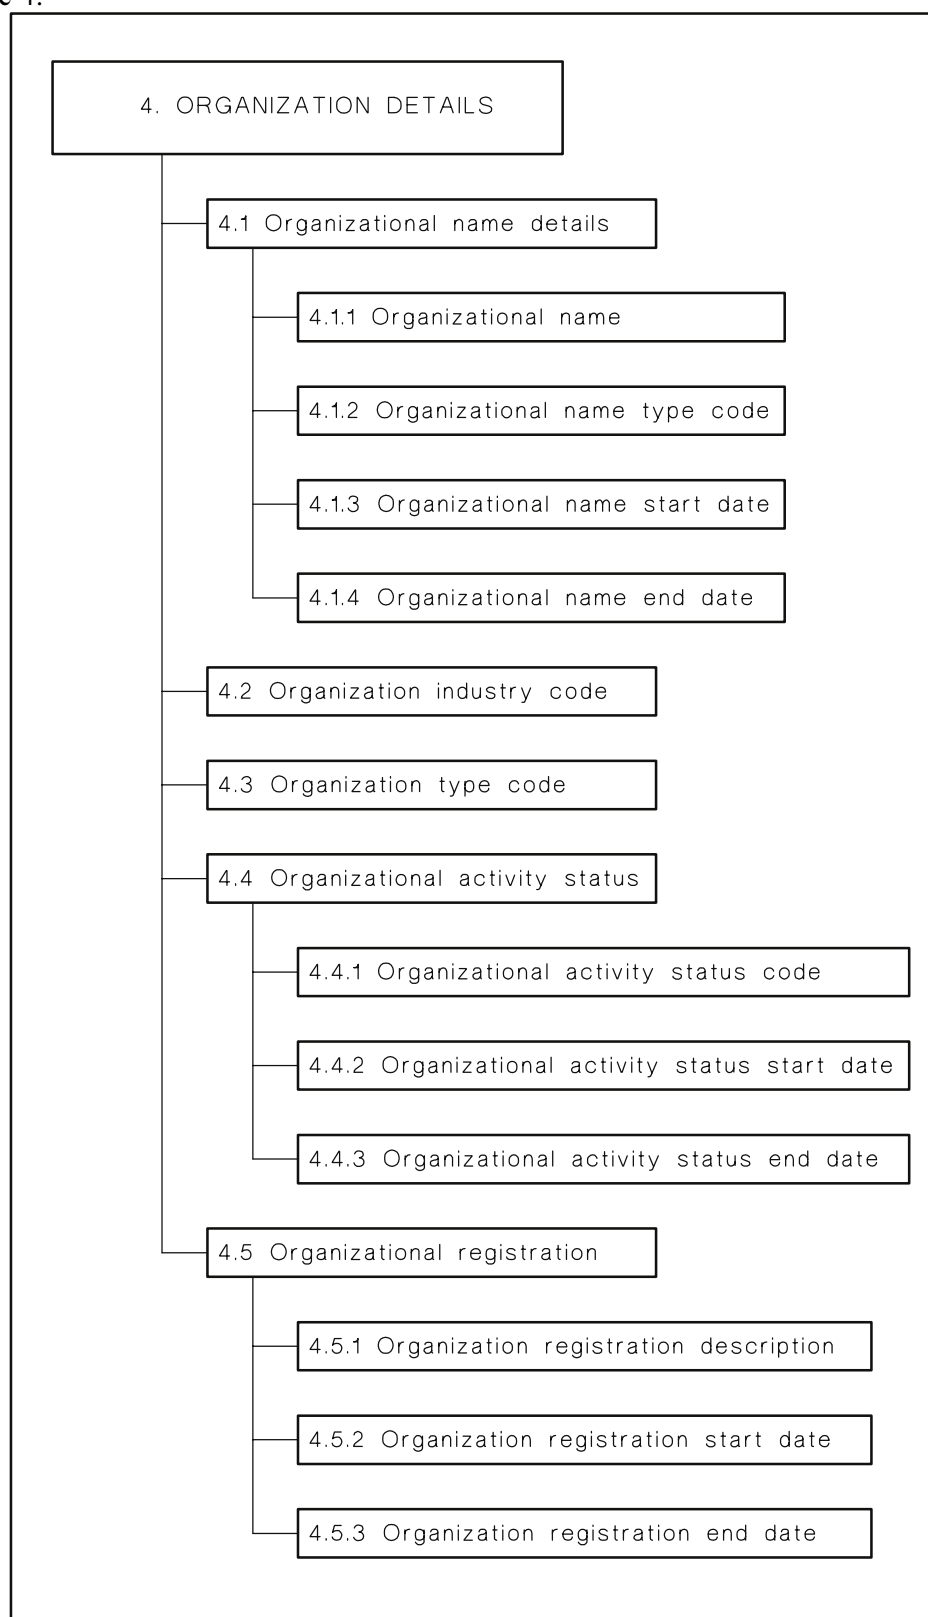 4. ORGANIZATION DETAILS
4.1 Organizational name details
4.1.1 Organizational name
4.1.2 Organizational name type code
4.1.3 Organizational name start date
4.1.4 Organizational name end date
4.2 Organization industry code
4.3 Organization type code
4.4 Organizational activity status
4.4.1 Organizational activity status code
4.4.2 Organizational activity status start date
4.4.3 Organizational activity status end date
4.5 Organizational registration
4.5.1 Organization registration description
4.5.2 Organization registration start date
4.5.3 Organization registration end date